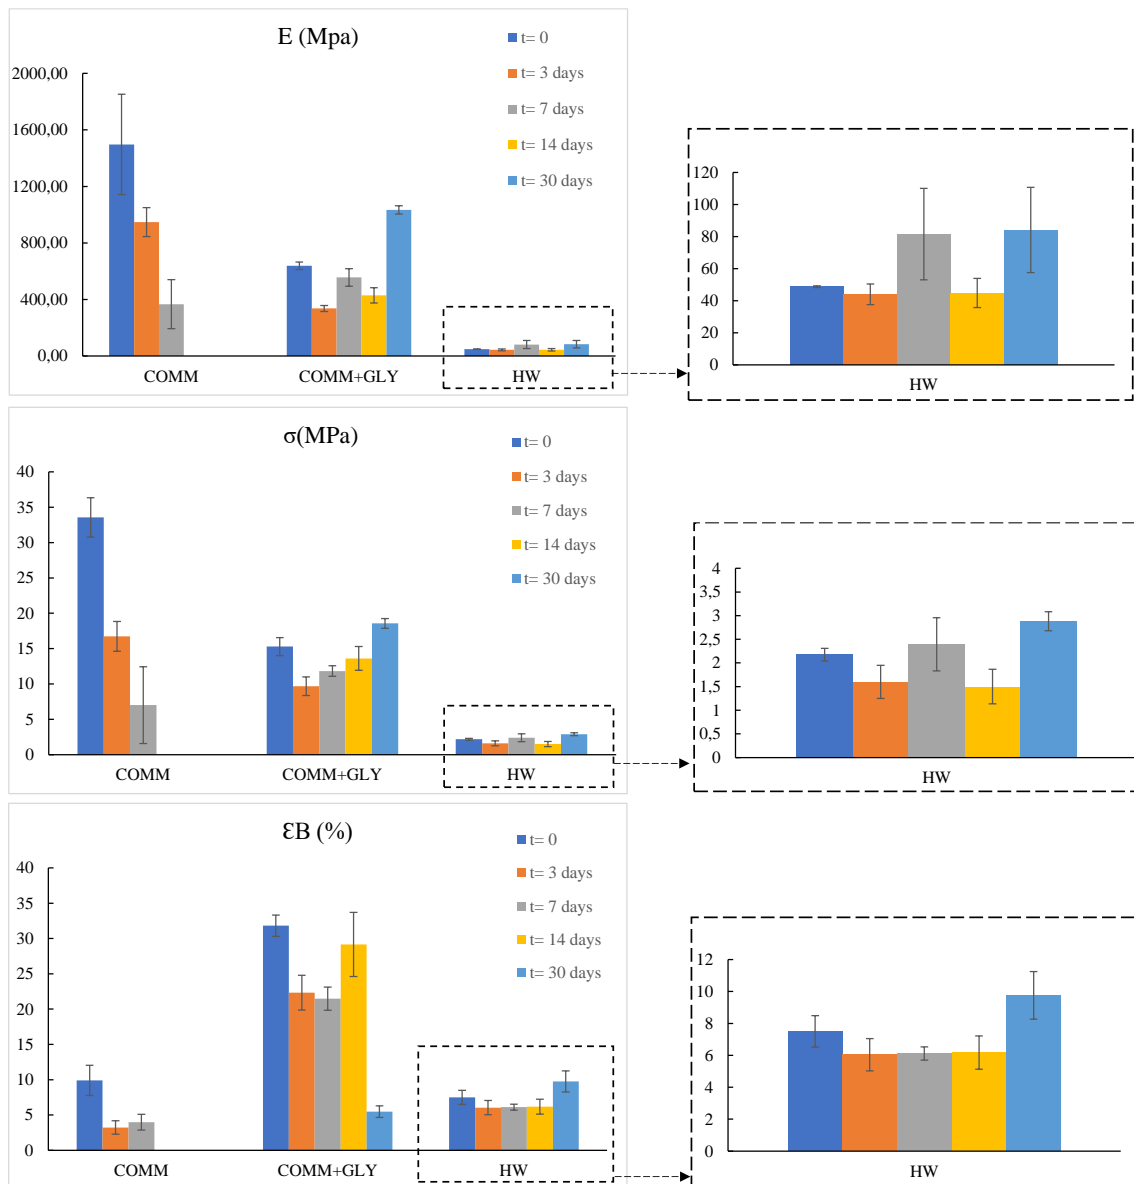 E (Mpa)
t= 0
t= 3 days
t= 7 days
t= 14 days
t= 30 days
2000,00
1600,00
1200,00
800,00
400,00
0,00
COMM
COMM+GLY
HW
120
100
80
60
40
20
0
HW
σ(MPa)
t= 0
t= 3 days
t= 7 days
t= 14 days
t= 30 days
40
35
30
25
20
15
10
5
0
COMM
COMM+GLY
HW
4
3,5
3
2,5
2
1,5
1
0,5
0
HW
ƐB (%)
t= 0
t= 3 days
t= 7 days
t= 14 days
t= 30 days
40
35
30
25
20
15
10
5
0
COMM
COMM+GLY
HW
12
10
8
6
4
2
0
HW